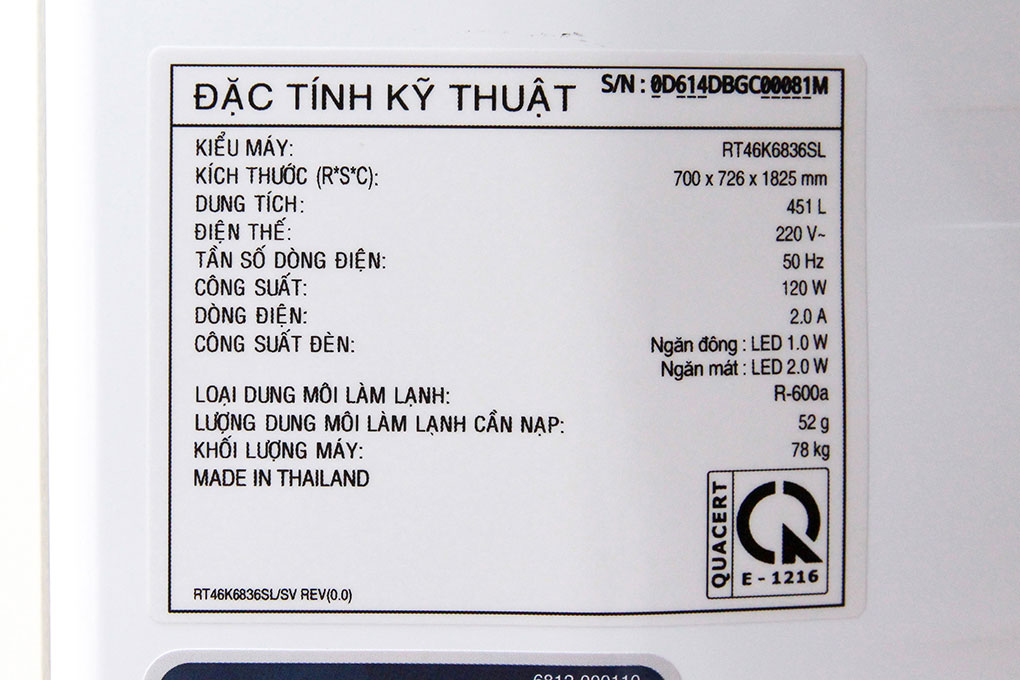 ĐẶC TÍNH KỸ THUẬT S/N : 0D614DBGC00081M
KIỂU MÁY: RT46K6836SL
KÍCH THƯỚC (R*S*C): 700 x 726 x 1825 mm
DUNG TÍCH: 451 L
ĐIỆN THẾ: 220 V~
TẦN SỐ DÒNG ĐIỆN: 50 Hz
CÔNG SUẤT: 120 W
DÒNG ĐIỆN: 2.0 A
CÔNG SUẤT ĐÈN: Ngăn đông : LED 1.0 W
Ngăn mát : LED 2.0 W
LOẠI DUNG MÔI LÀM LẠNH: R-600a
LƯỢNG DUNG MÔI LÀM LẠNH CẦN NẠP: 52 g
KHỐI LƯỢNG MÁY: 78 kg
MADE IN THAILAND
QUACERT
E - 1216
RT46K6836SL/SV REV(0.0)